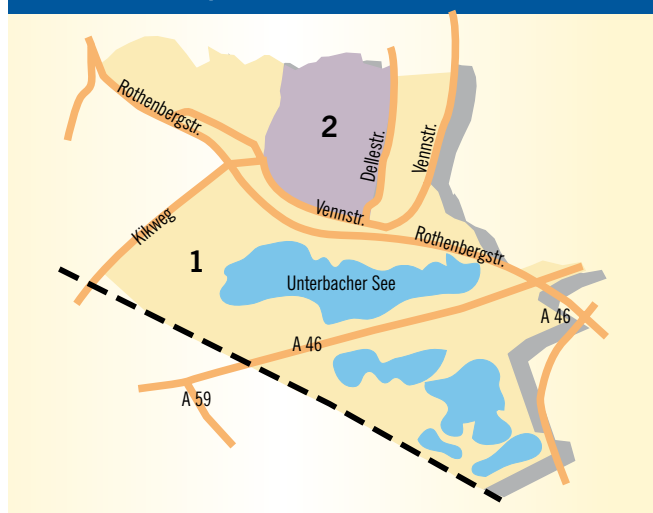 Rothenbergstr.
2
Dellestr.
Vennstr.
Vennstr.
Kikweg
Rothenbergstr.
1
Unterbacher See
A 46
A 46
A 59